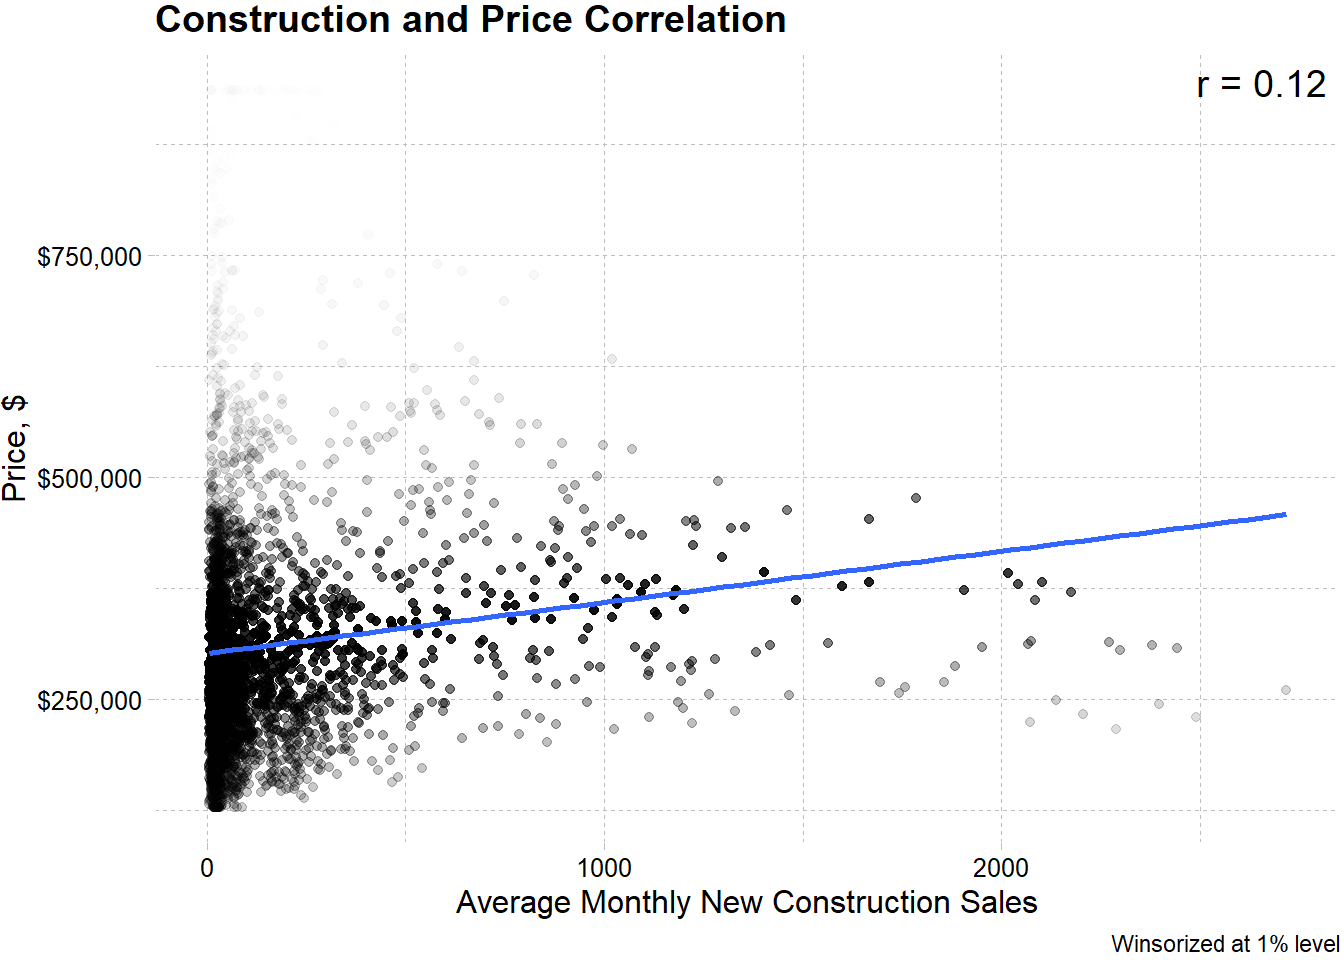 Construction and Price Correlation
r = 0.12
$750,000
$500,000
$250,000
Price, $
0
1000
2000
Average Monthly New Construction Sales
Winsorized at 1% level